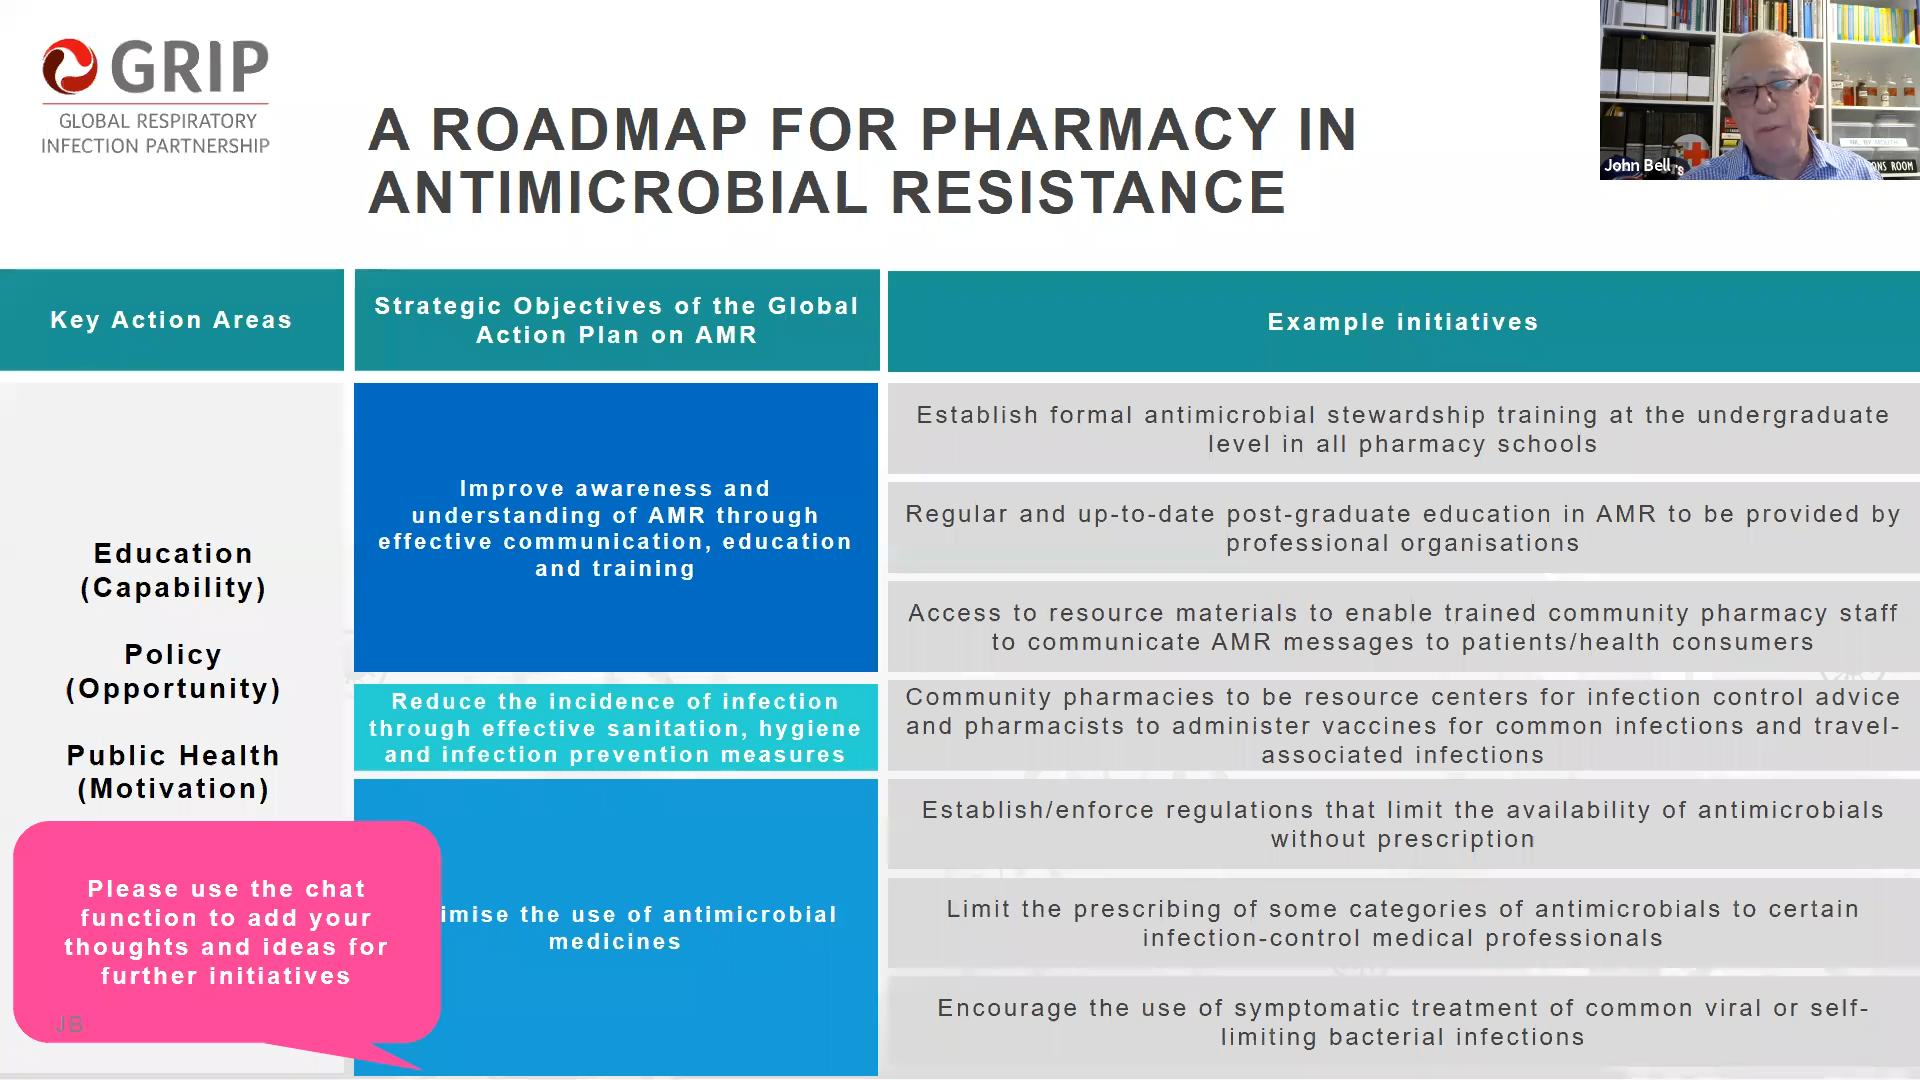 GRIP
GLOBAL RESPIRATORY
INFECTION PARTNERSHIP
A ROADMAP FOR PHARMACY IN
ANTIMICROBIAL RESISTANCE
John Bell
NS ROOM
Key Action Areas
Strategic Objectives of the Global
Action Plan on AMR
Example initiatives
Education
(Capability)
Policy
(Opportunity)
Public Health
(Motivation)
Improve awareness and
understanding of AMR through
effective communication, education
and training
Establish formal antimicrobial stewardship training at the undergraduate
level in all pharmacy schools
Regular and up-to-date post-graduate education in AMR to be provided by
professional organisations
Access to resource materials to enable trained community pharmacy staff
to communicate AMR messages to patients/health consumers
Reduce the incidence of infection
through effective sanitation, hygiene
and infection prevention measures
Community pharmacies to be resource centers for infection control advice
and pharmacists to administer vaccines for common infections and travel-
associated infections
imise the use of antimicrobial
medicines
Establish/enforce regulations that limit the availability of antimicrobials
without prescription
Limit the prescribing of some categories of antimicrobials to certain
infection-control medical professionals
Encourage the use of symptomatic treatment of common viral or self-
limiting bacterial infections
Please use the chat
function to add your
thoughts and ideas for
further initiatives
JB